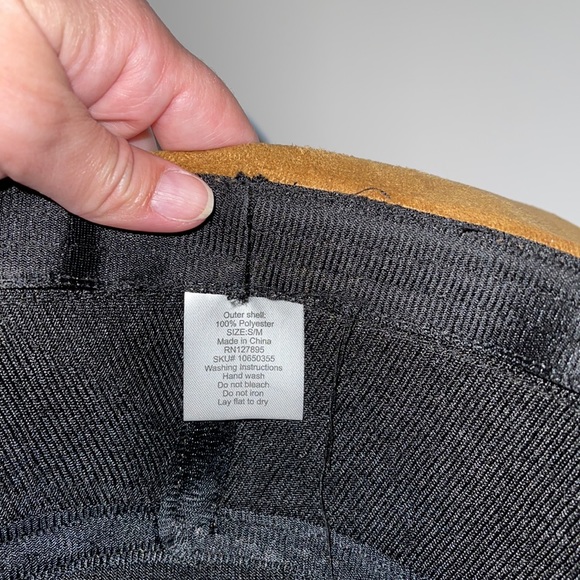 Outer shell:
100% Polyester
SIZE:S/M
Made in China
RN127895
SKU# 10650355
Washing Instructions
Hand wash
Do not bleach
Do not iron
Lay flat to dry